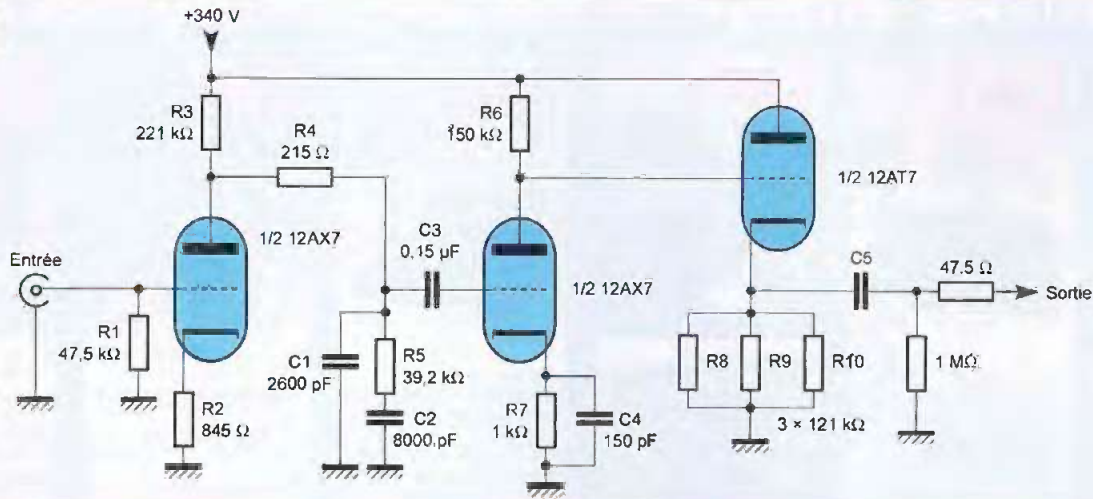 +340 V
R3
221 kΩ
R4
215 Ω
R6
150 kΩ
1/2 12AT7
1/2 12AX7
C3
0,15 µF
Entrée
R1
47,5 kΩ
R2
845 Ω
C1
2600 pF
R5
39,2 kΩ
C2
8000 pF
1/2 12AX7
R7
1 kΩ
C4
150 pF
C5
47.5 Ω
Sortie
R8
R9
R10
1 MΩ
3 × 121 kΩ